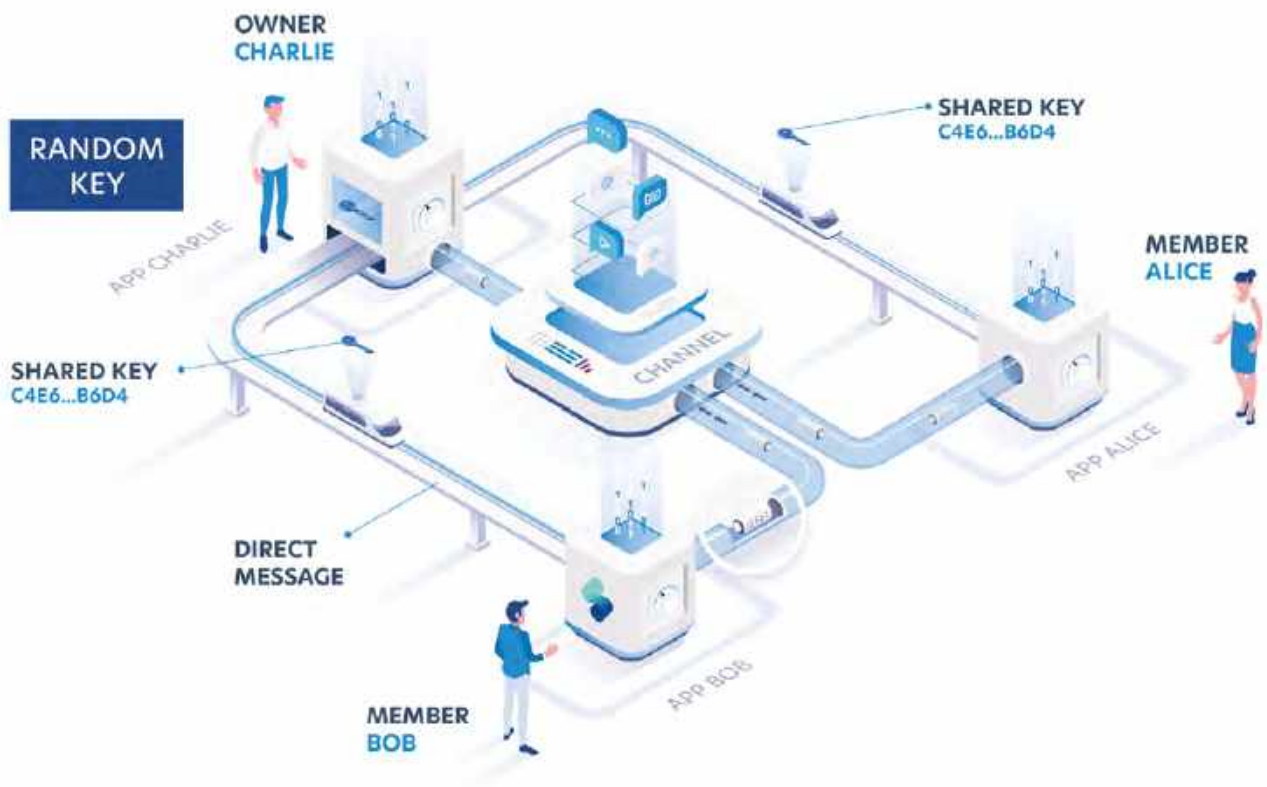 OWNER
CHARLIE
RANDOM
KEY
APP CHARLIE
SHARED KEY
C4E6...B6D4
MEMBER
ALICE
CHANNEL
SHARED KEY
C4E6...B6D4
APP ALICE
DIRECT
MESSAGE
APP BOB
MEMBER
BOB